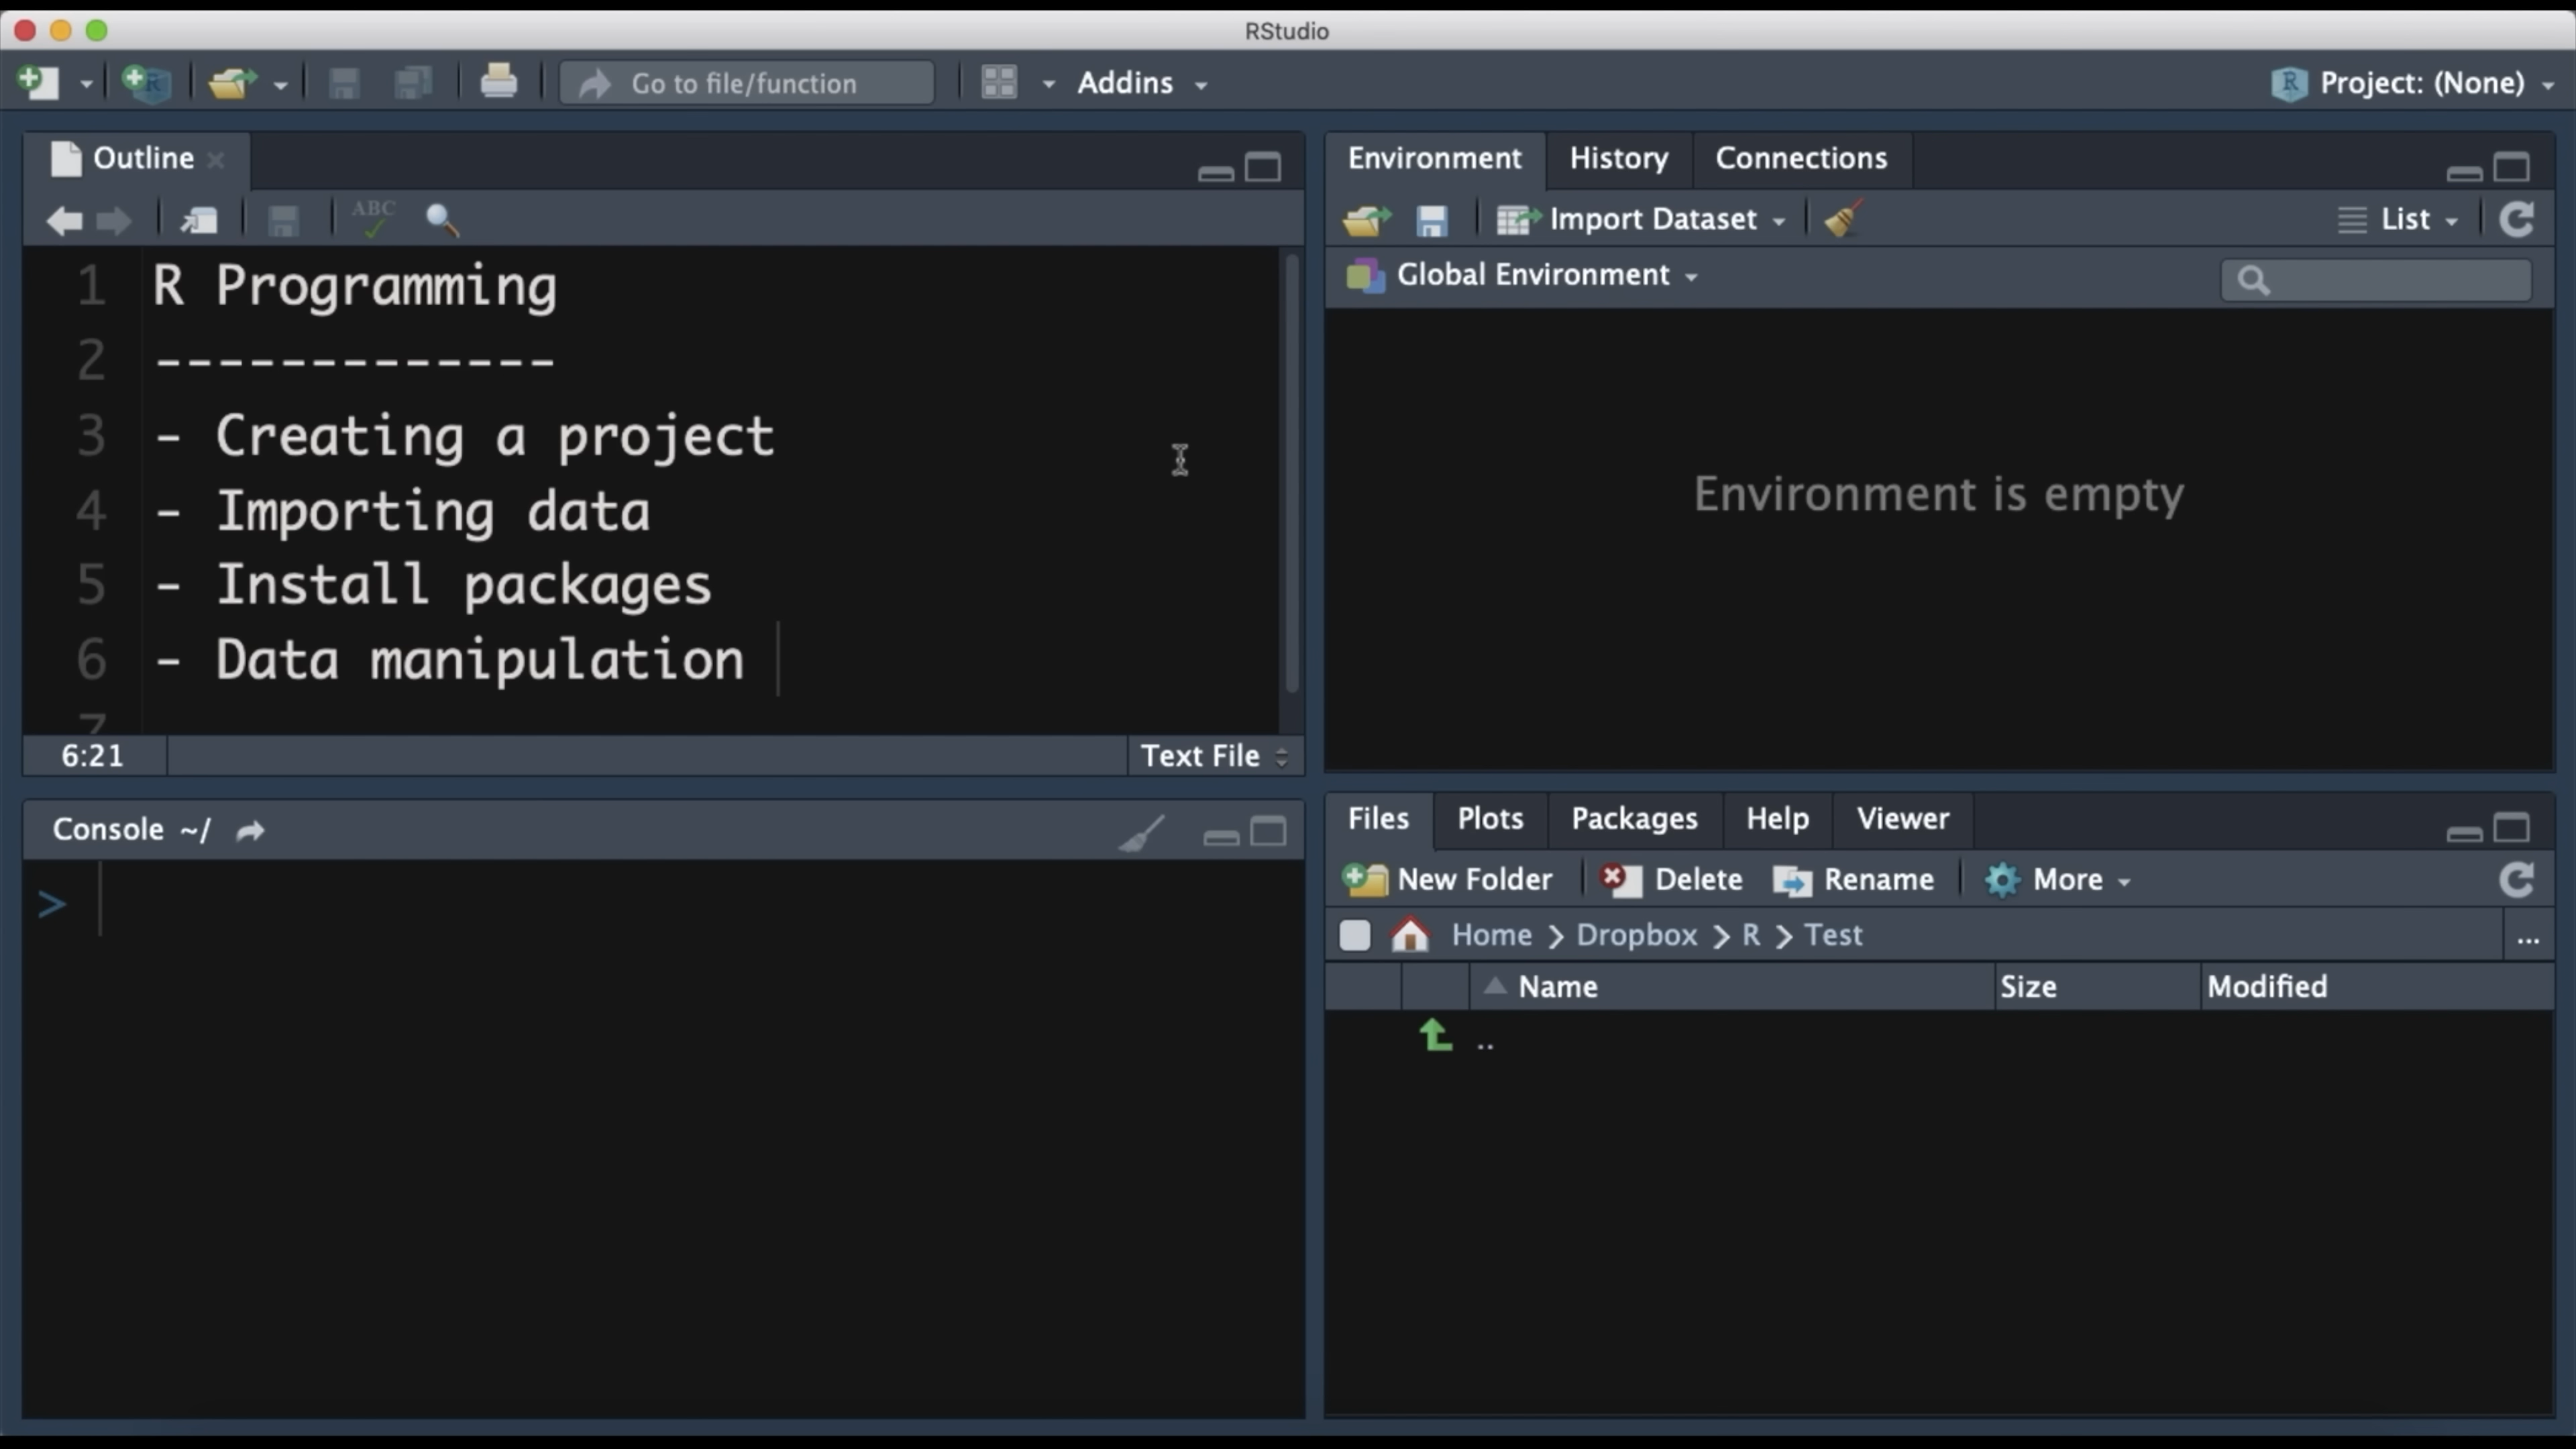 RStudio
Go to file/function
Addins
Project: (None)
Outline
ABC
1 R Programming
2 -------------
3 - Creating a project
4 - Importing data
5 - Install packages
6 - Data manipulation
7
6:21
Text File
Console ~/
>
Environment History Connections
Import Dataset
List
Global Environment
Environment is empty
Files Plots Packages Help Viewer
New Folder Delete Rename More
Home > Dropbox > R > Test
...
Name Size Modified
..